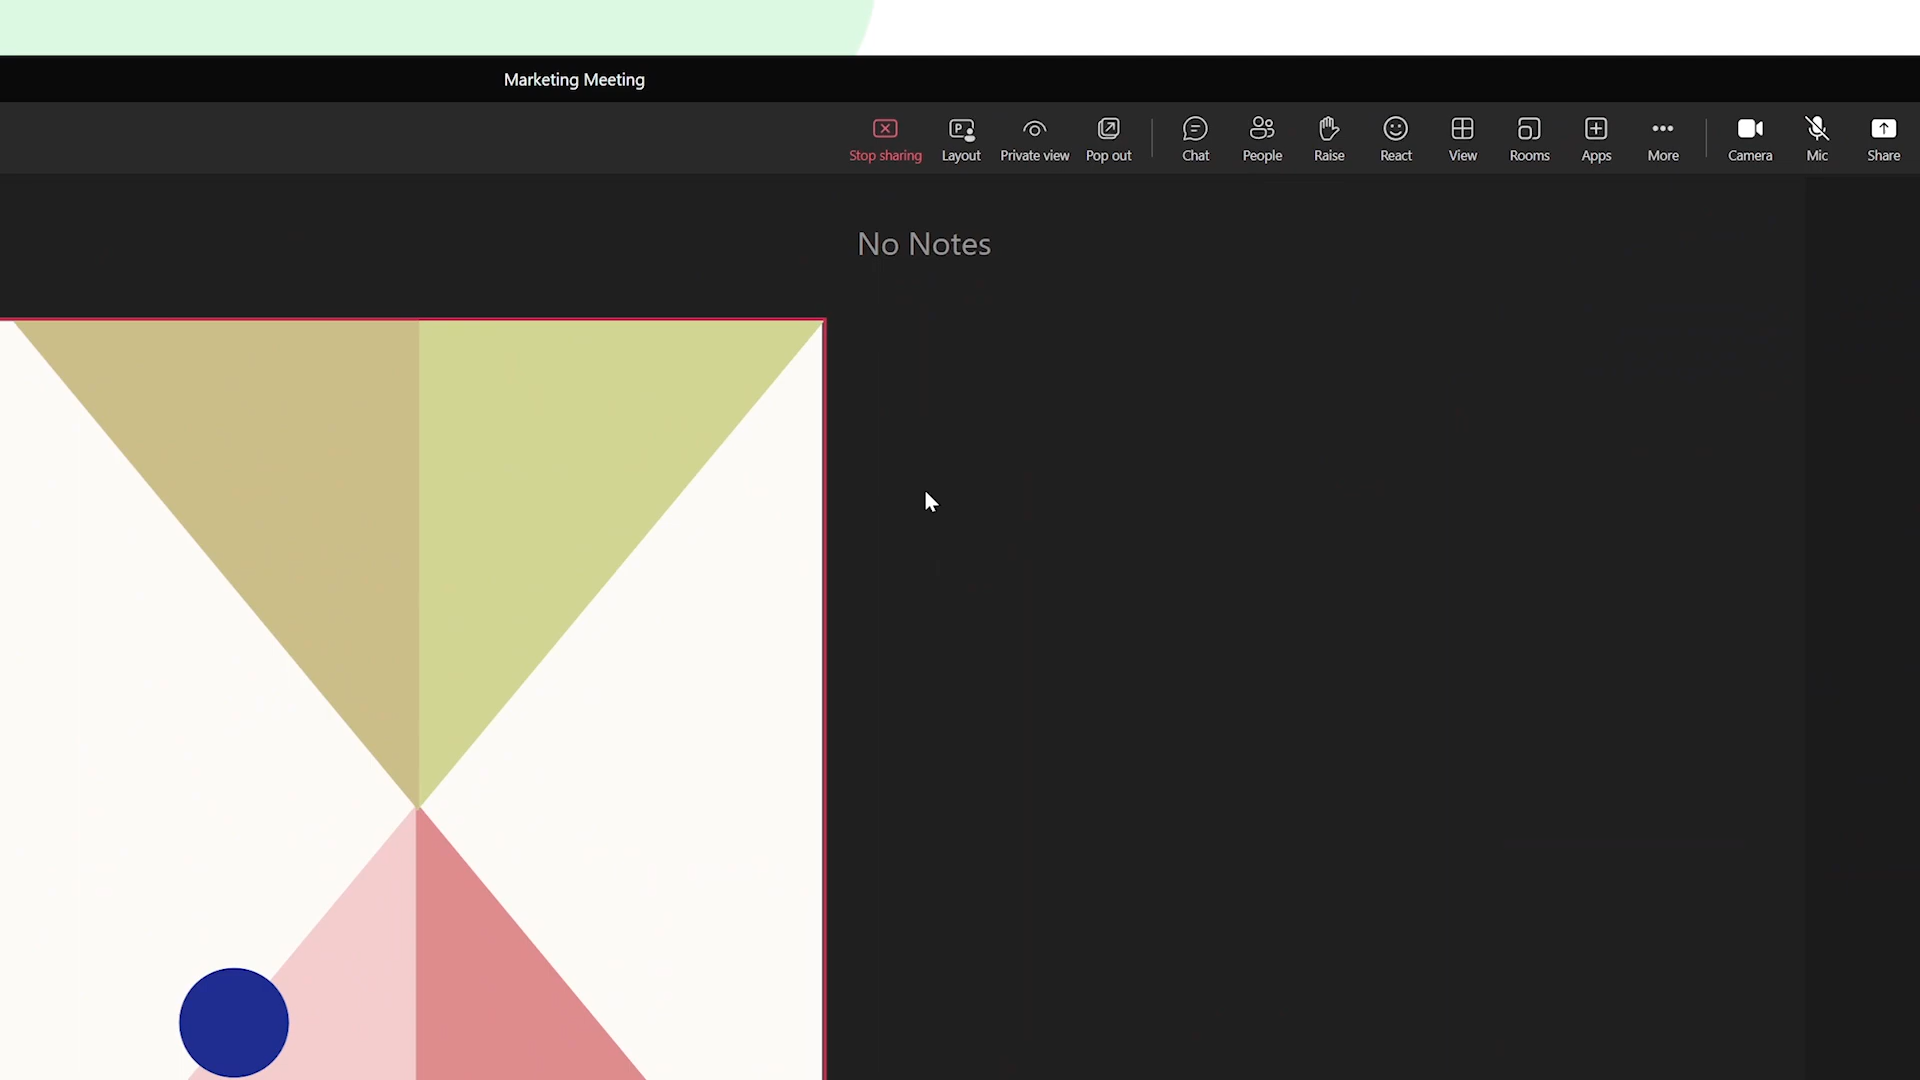 Marketing Meeting
Stop sharing Layout Private view Pop out Chat People Raise React View Rooms Apps More Camera Mic Share
No Notes